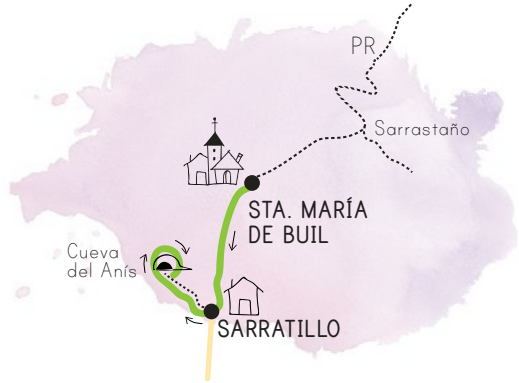 PR
Sarrastaño
STA. MARÍA
DE BUIL
Cueva
del Anís
SARRATILLO